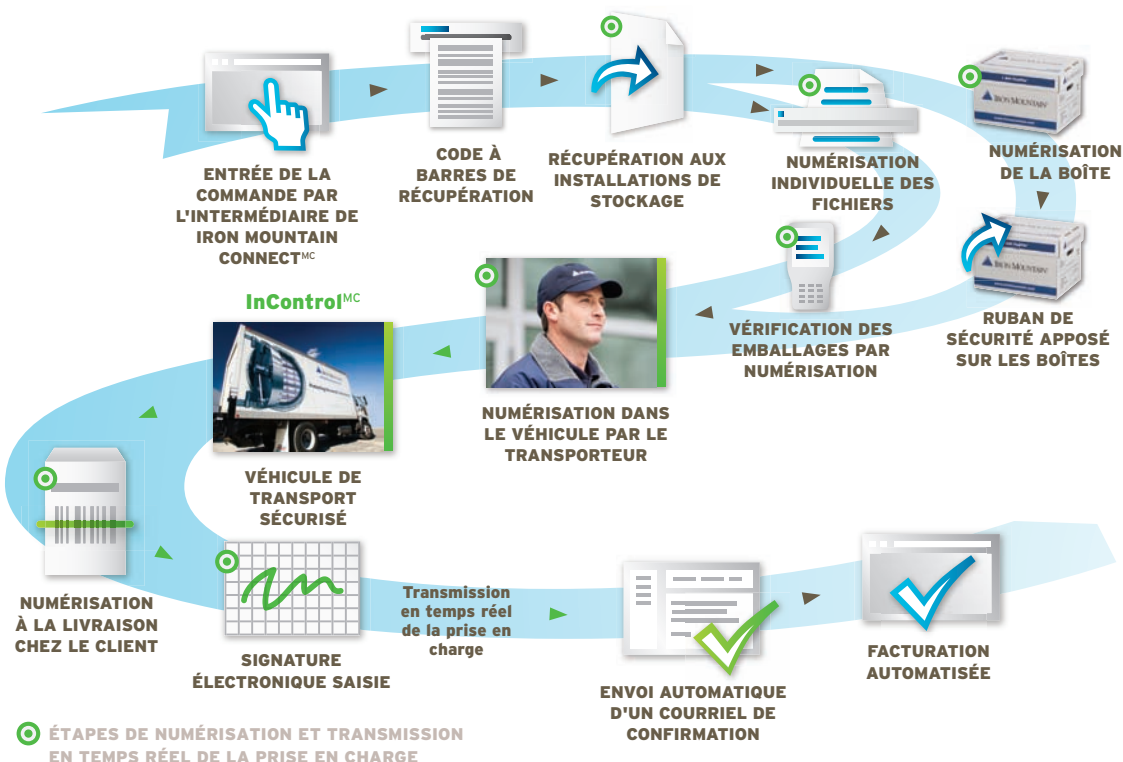 ENTRÉE DE LA
COMMANDE PAR
L'INTERMÉDIAIRE DE
IRON MOUNTAIN
CONNECTMC
CODE À
BARRES DE
RÉCUPÉRATION
RÉCUPÉRATION AUX
INSTALLATIONS DE
STOCKAGE
NUMÉRISATION
INDIVIDUELLE DES
FICHIERS
IRON MOUNTAIN
NUMÉRISATION
DE LA BOÎTE
IRON MOUNTAIN
RUBAN DE
SÉCURITÉ APPOSÉ
SUR LES BOÎTES
VÉRIFICATION DES
EMBALLAGES PAR
NUMÉRISATION
NUMÉRISATION DANS
LE VÉHICULE PAR LE
TRANSPORTEUR
InControlMC
VÉHICULE DE
TRANSPORT
SÉCURISÉ
NUMÉRISATION
À LA LIVRAISON
CHEZ LE CLIENT
SIGNATURE
ÉLECTRONIQUE SAISIE
Transmission
en temps réel
de la prise en
charge
ENVOI AUTOMATIQUE
D'UN COURRIEL DE
CONFIRMATION
FACTURATION
AUTOMATISÉE
ÉTAPES DE NUMÉRISATION ET TRANSMISSION
EN TEMPS RÉEL DE LA PRISE EN CHARGE